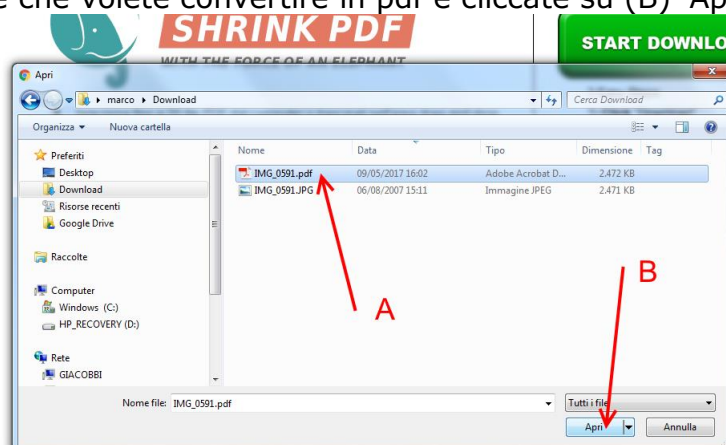 e che volete convertire in pdf e cliccate su (B) "Ap
SHRINK PDF
WITH THE FORCE OF AN ELEPHANT
START DOWNLO
Apri
marco Download
Cerca Download
Organizza Nuova cartella
Preferiti
Desktop
Download
Risorse recenti
Google Drive
Raccolte
Computer
Windows (C:)
HP_RECOVERY (D:)
Rete
GIACOBBI
Nome Data Tipo Dimensione Tag
IMG_0591.pdf 09/05/2017 16:02 Adobe Acrobat D... 2.472 KB
IMG_0591.JPG 06/08/2007 15:11 Immagine JPEG 2.471 KB
A
B
Nome file: IMG_0591.pdf
Tutti i file
Apri Annulla